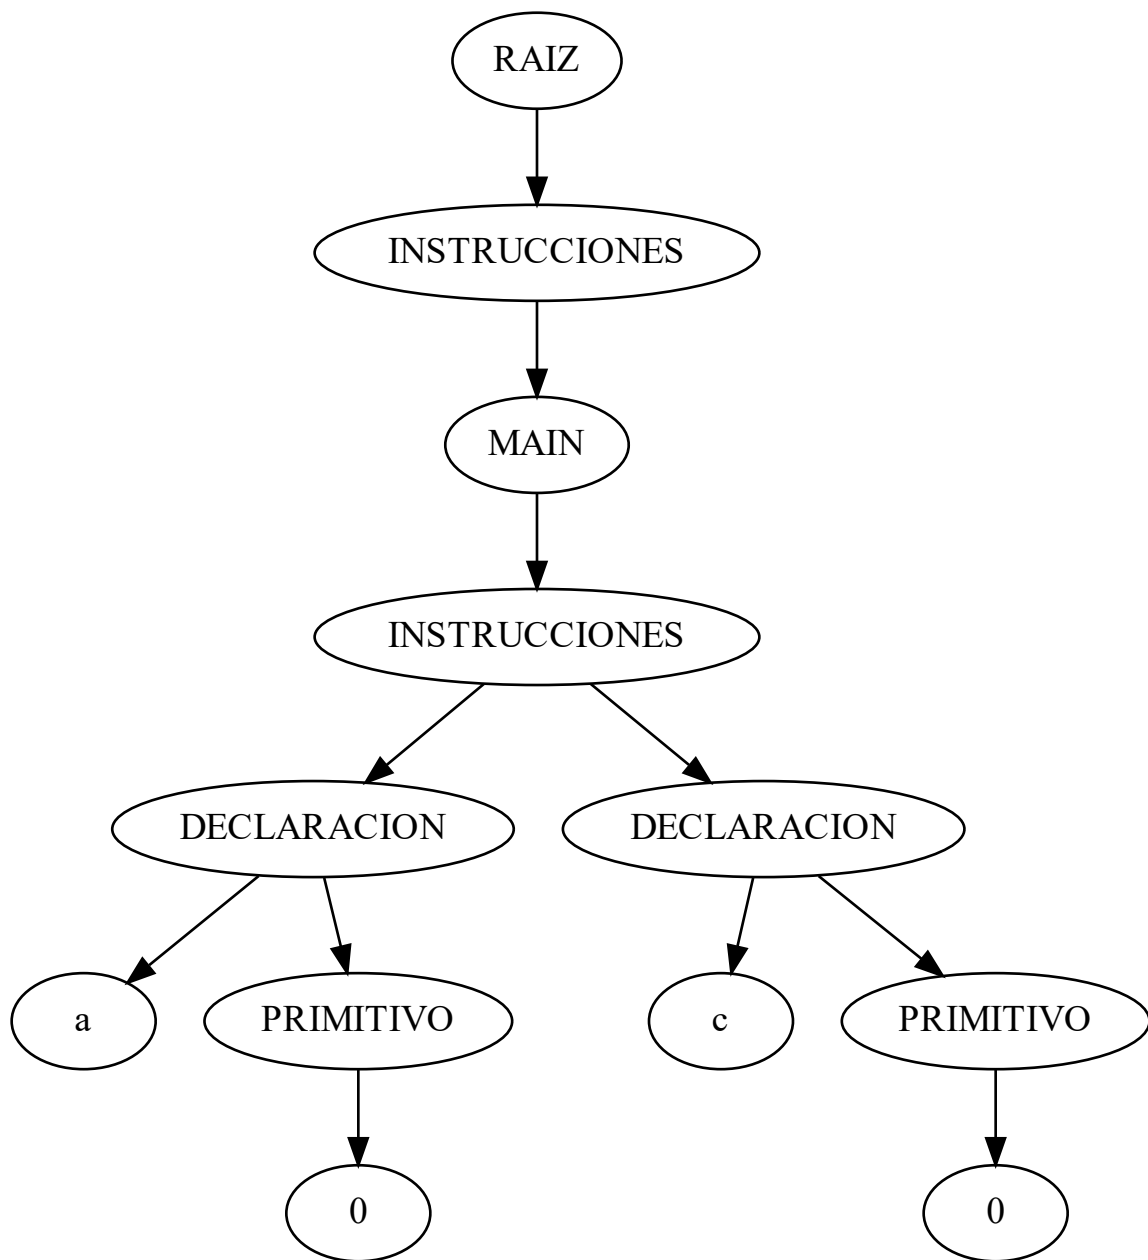 RAIZ
INSTRUCCIONES
MAIN
INSTRUCCIONES
DECLARACION
DECLARACION
a
PRIMITIVO
c
PRIMITIVO
0
0